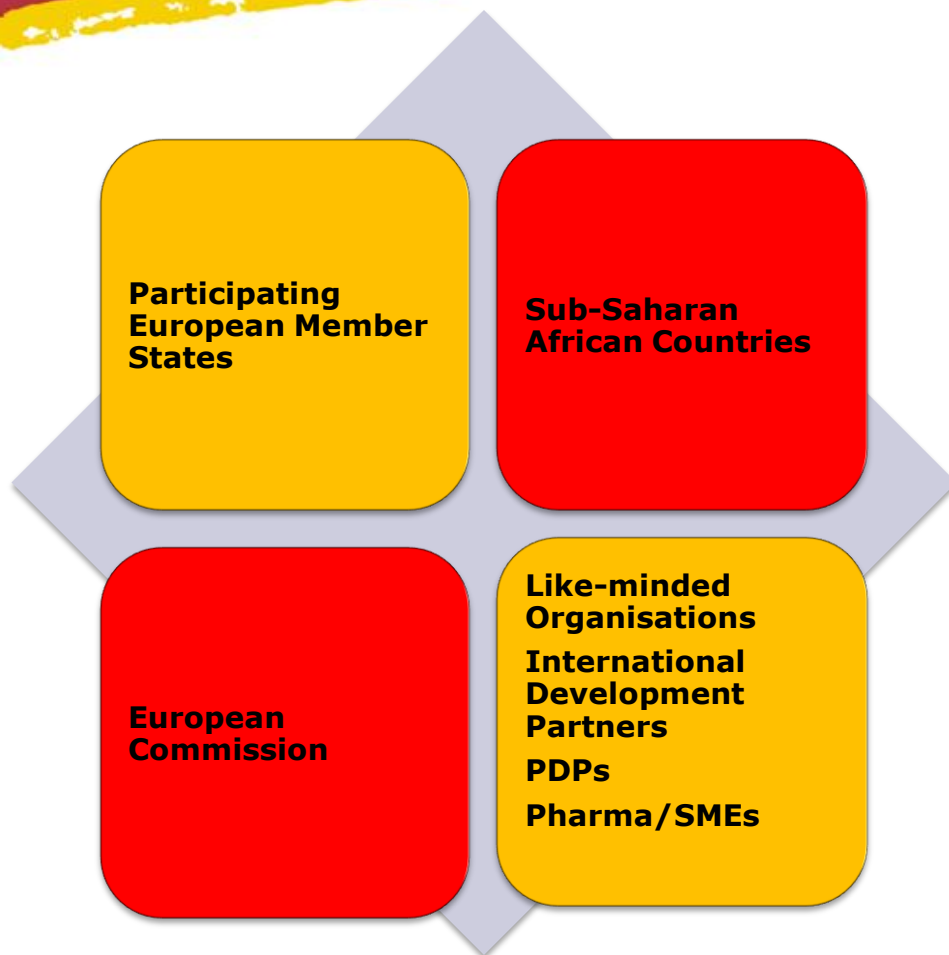 Participating
European Member
States
Sub-Saharan
African Countries
European
Commission
Like-minded
Organisations
International
Development
Partners
PDPs
Pharma/SMEs